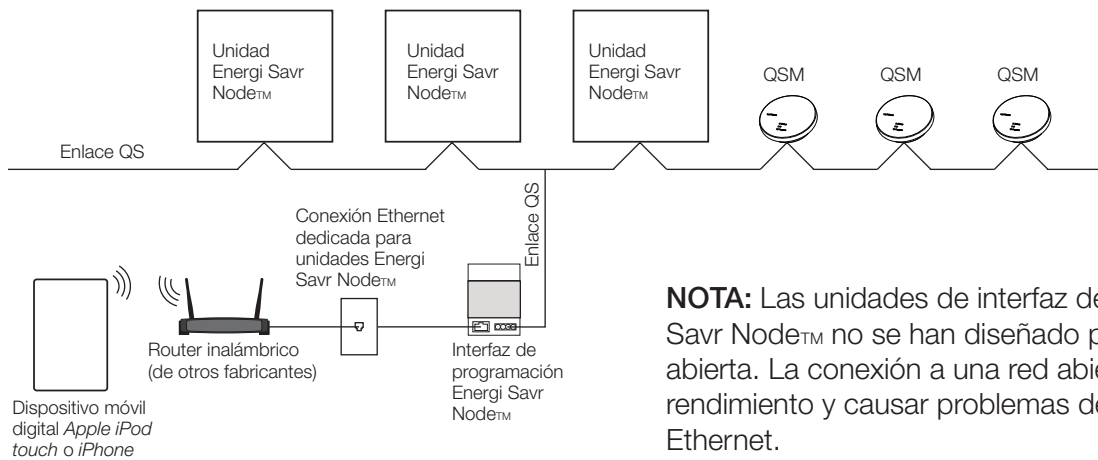 Unidad
Energi Savr
Node™
Unidad
Energi Savr
Node™
Unidad
Energi Savr
Node™
QSM
QSM
QSM
Enlace QS
Enlace QS
Conexión Ethernet
dedicada para
unidades Energi
Savr Node™
Router inalámbrico
(de otros fabricantes)
Interfaz de
programación
Energi Savr
Node™
Dispositivo móvil
digital Apple iPod
touch o iPhone
NOTA: Las unidades de interfaz de
Savr Node™ no se han diseñado p
abierta. La conexión a una red abie
rendimiento y causar problemas de
Ethernet.